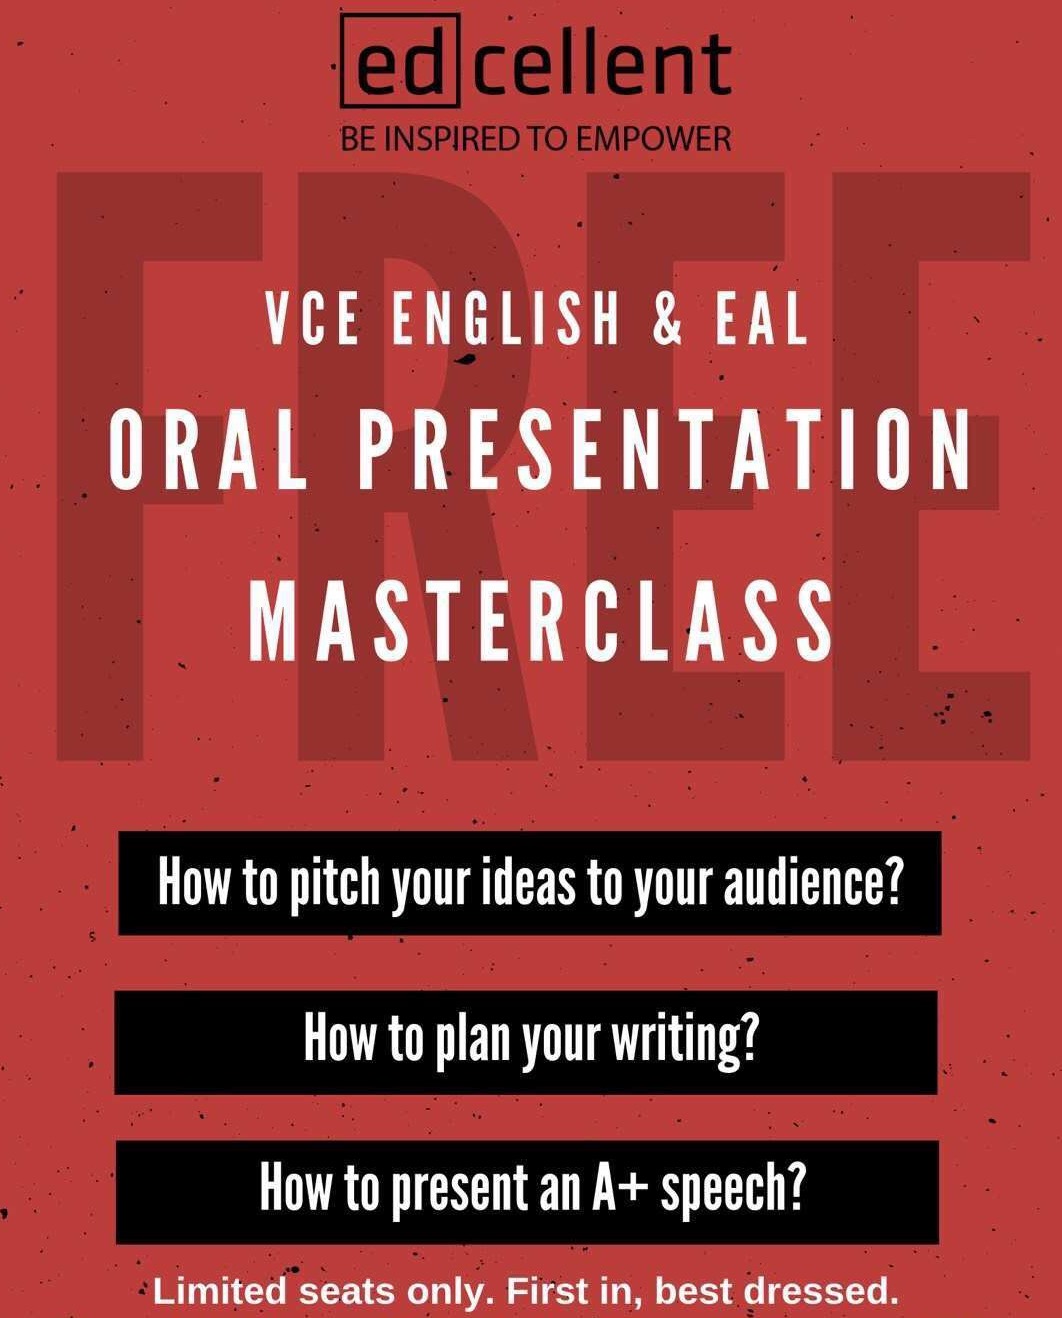 edcellent
BE INSPIRED TO EMPOWER
FREE
VCE ENGLISH & EAL
ORAL PRESENTATION
MASTERCLASS
How to pitch your ideas to your audience?
How to plan your writing?
How to present an A+ speech?
Limited seats only. First in, best dressed.